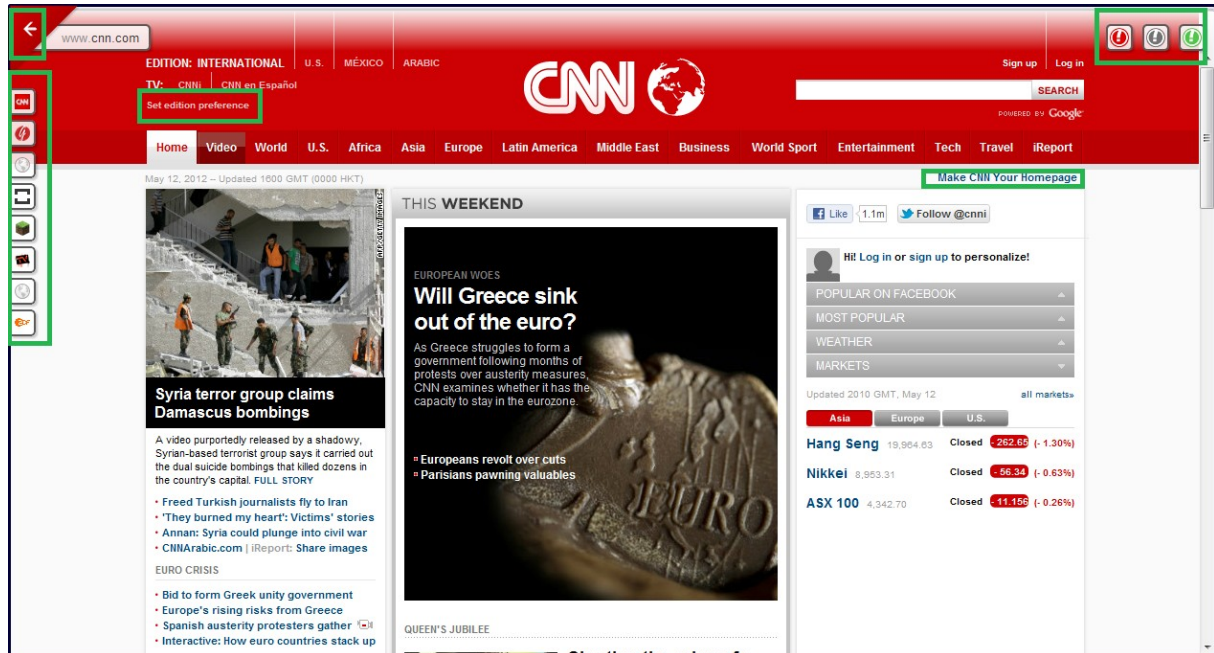 www.cnn.com
EDITION: INTERNATIONAL U.S. MÉXICO ARABIC
TV: CNNi CNN en Español
Set edition preference
CNN
Sign up Log in
SEARCH
POWERED BY Google
Home Video World U.S. Africa Asia Europe Latin America Middle East Business World Sport Entertainment Tech Travel iReport
May 12, 2012 -- Updated 1600 GMT (0000 HKT)
Make CNN Your Homepage
AFP/GETTY IMAGES
Syria terror group claims
Damascus bombings
A video purportedly released by a shadowy,
Syrian-based terrorist group says it carried out
the dual suicide bombings that killed dozens in
the country's capital. FULL STORY
• Freed Turkish journalists fly to Iran
• 'They burned my heart': Victims' stories
• Annan: Syria could plunge into civil war
• CNNArabic.com | iReport: Share images
EURO CRISIS
• Bid to form Greek unity government
• Europe's rising risks from Greece
• Spanish austerity protesters gather
• Interactive: How euro countries stack up
THIS WEEKEND
EUROPEAN WOES
Will Greece sink
out of the euro?
As Greece struggles to form a
government following months of
protests over austerity measures,
CNN examines whether it has the
capacity to stay in the eurozone.
Europeans revolt over cuts
Parisians pawning valuables
EURO
QUEEN'S JUBILEE
Like 1.1m Follow @cnni
Hi! Log in or sign up to personalize!
POPULAR ON FACEBOOK
MOST POPULAR
WEATHER
MARKETS
Updated 2010 GMT, May 12 all markets»
Asia Europe U.S.
Hang Seng 19,964.63 Closed -262.65 (-1.30%)
Nikkei 8,953.31 Closed -56.34 (-0.63%)
ASX 100 4,342.70 Closed -11.156 (-0.26%)